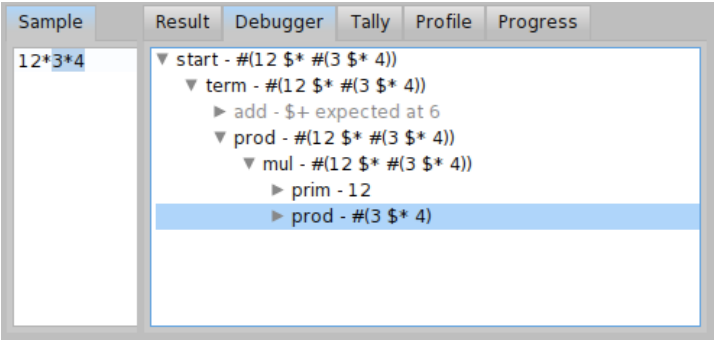 Sample
Result Debugger Tally Profile Progress
12*3*4
start - #(12 $* #(3 $* 4))
term - #(12 $* #(3 $* 4))
add - $+ expected at 6
prod - #(12 $* #(3 $* 4))
mul - #(12 $* #(3 $* 4))
prim - 12
prod - #(3 $* 4)